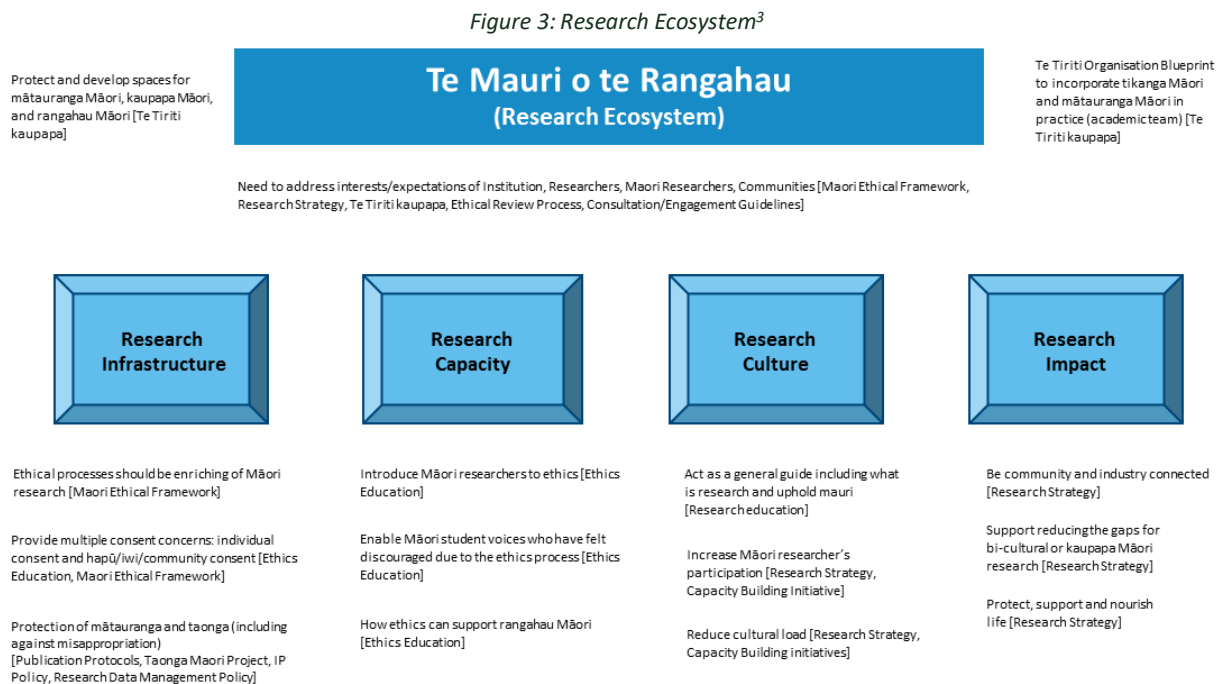 Figure 3: Research Ecosystem³
Protect and develop spaces for
mātauranga Māori, kaupapa Māori,
and rangahau Māori [Te Tiriti
kaupapa]
Te Mauri o te Rangahau
(Research Ecosystem)
Te Tiriti Organisation Blueprint
to incorporate tikanga Māori
and mātauranga Māori in
practice (academic team) [Te
Tiriti kaupapa]
Need to address interests/expectations of Institution, Researchers, Maori Researchers, Communities [Maori Ethical Framework,
Research Strategy, Te Tiriti kaupapa, Ethical Review Process, Consultation/Engagement Guidelines]
Research
Infrastructure
Research
Capacity
Research
Culture
Research
Impact
Ethical processes should be enriching of Māori
research [Maori Ethical Framework]
Provide multiple consent concerns: individual
consent and hapū/iwi/community consent [Ethics
Education, Maori Ethical Framework]
Protection of mātauranga and taonga (including
against misappropriation)
[Publication Protocols, Taonga Maori Project, IP
Policy, Research Data Management Policy]
Introduce Māori researchers to ethics [Ethics
Education]
Enable Māori student voices who have felt
discouraged due to the ethics process [Ethics
Education]
How ethics can support rangahau Māori
[Ethics Education]
Act as a general guide including what
is research and uphold mauri
[Research education]
Increase Māori researcher's
participation [Research Strategy,
Capacity Building Initiative]
Reduce cultural load [Research Strategy,
Capacity Building initiatives]
Be community and industry connected
[Research Strategy]
Support reducing the gaps for
bi-cultural or kaupapa Māori
research [Research Strategy]
Protect, support and nourish
life [Research Strategy]